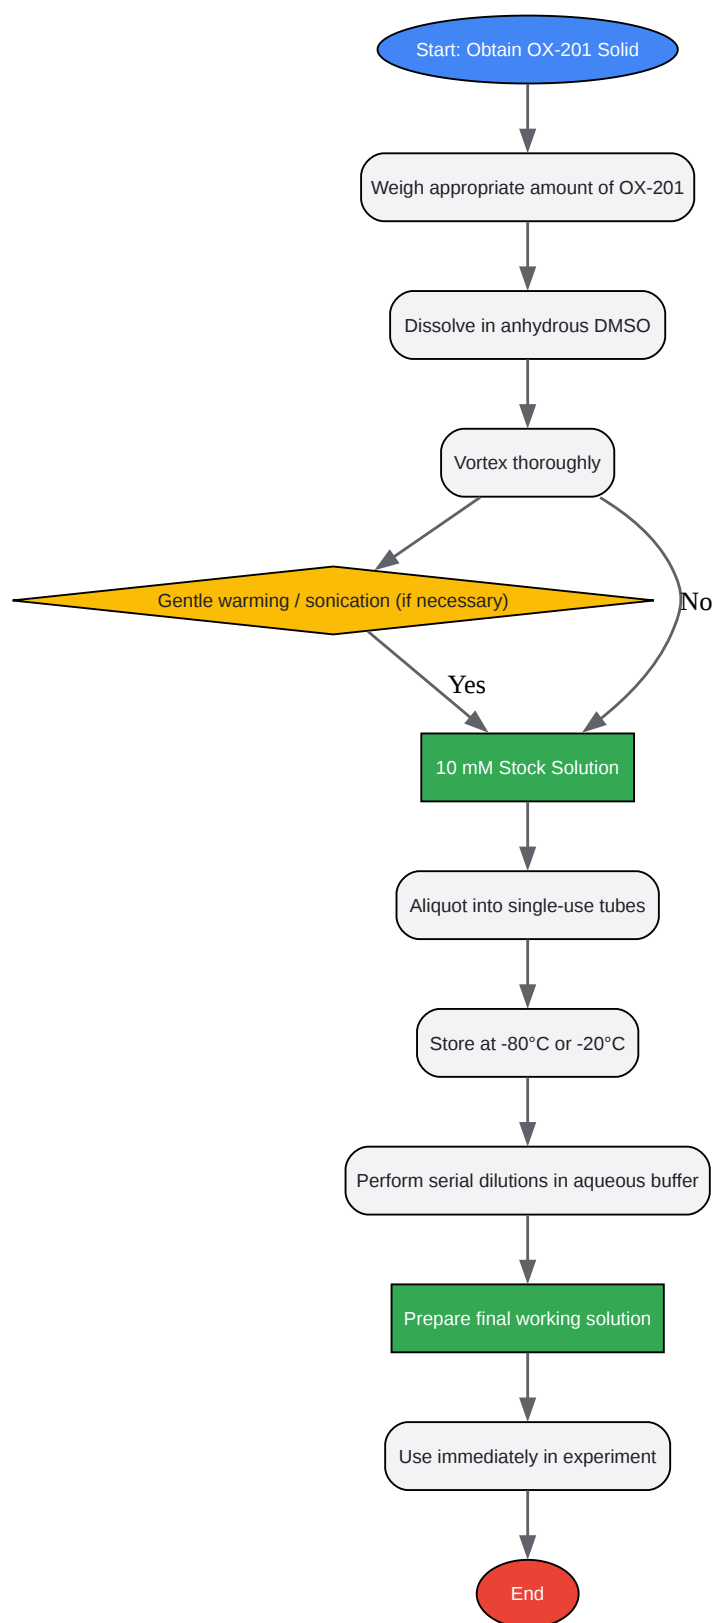 Start: Obtain OX-201 Solid
Weigh appropriate amount of OX-201
Dissolve in anhydrous DMSO
Vortex thoroughly
Gentle warming / sonication (if necessary)
No
Yes
10 mM Stock Solution
Aliquot into single-use tubes
Store at -80°C or -20°C
Perform serial dilutions in aqueous buffer
Prepare final working solution
Use immediately in experiment
End